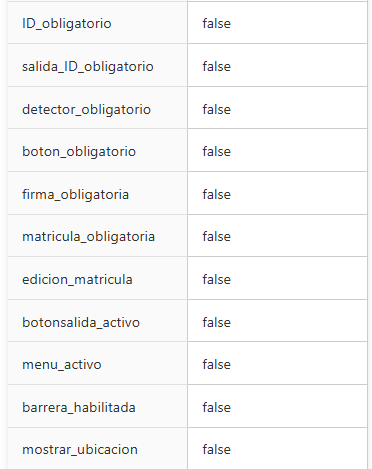 ID_obligatorio false
salida_ID_obligatorio false
detector_obligatorio false
boton_obligatorio false
firma_obligatoria false
matricula_obligatoria false
edicion_matricula false
botonsalida_activo false
menu_activo false
barrera_habilitada false
mostrar_ubicacion false